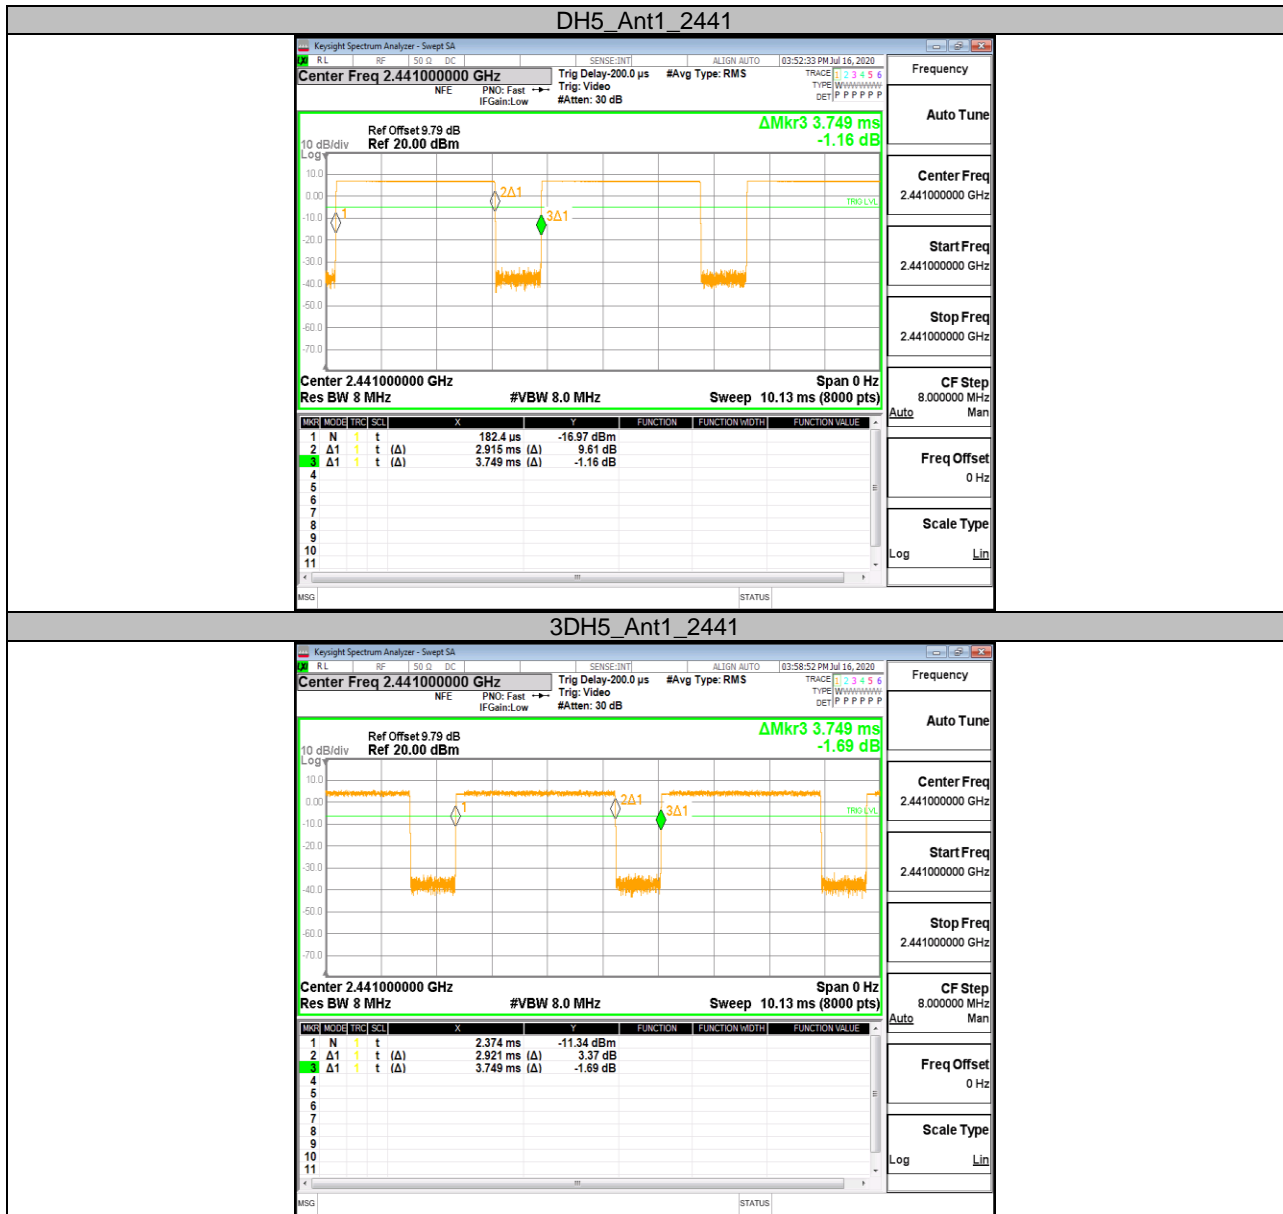 DH5_Ant1_2441
Keysight Spectrum Analyzer - Swept SA
RL RF 50 Ω DC SENSE:INT ALIGN AUTO 03:52:33 PM Jul 16, 2020
Center Freq 2.441000000 GHz
NFE PNO: Fast IFGain:Low
Trig Delay-200.0 µs #Avg Type: RMS
Trig: Video
#Atten: 30 dB
TRACE 1 2 3 4 5 6
TYPE W
DET P P P P P P
ΔMkr3 3.749 ms
-1.16 dB
Ref Offset 9.79 dB
10 dB/div Ref 20.00 dBm
Log
10.0
0.00
-10.0
-20.0
-30.0
-40.0
-50.0
-60.0
-70.0
1
2Δ1
3Δ1
TRIG LVL
Center 2.441000000 GHz Span 0 Hz
Res BW 8 MHz #VBW 8.0 MHz Sweep 10.13 ms (8000 pts)
MKR MODE TRC SCL X Y FUNCTION FUNCTION WIDTH FUNCTION VALUE
1 N 1 t 182.4 µs -16.97 dBm
2 Δ1 1 t (Δ) 2.915 ms (Δ) 9.61 dB
3 Δ1 1 t (Δ) 3.749 ms (Δ) -1.16 dB
4
5
6
7
8
9
10
11
MSG STATUS
Frequency
Auto Tune
Center Freq
2.441000000 GHz
Start Freq
2.441000000 GHz
Stop Freq
2.441000000 GHz
CF Step
8.000000 MHz
Auto Man
Freq Offset
0 Hz
Scale Type
Log Lin
3DH5_Ant1_2441
Keysight Spectrum Analyzer - Swept SA
RL RF 50 Ω DC SENSE:INT ALIGN AUTO 03:58:52 PM Jul 16, 2020
Center Freq 2.441000000 GHz
NFE PNO: Fast IFGain:Low
Trig Delay-200.0 µs #Avg Type: RMS
Trig: Video
#Atten: 30 dB
TRACE 1 2 3 4 5 6
TYPE W
DET P P P P P P
ΔMkr3 3.749 ms
-1.69 dB
Ref Offset 9.79 dB
10 dB/div Ref 20.00 dBm
Log
10.0
0.00
-10.0
-20.0
-30.0
-40.0
-50.0
-60.0
-70.0
1
2Δ1
3Δ1
TRIG LVL
Center 2.441000000 GHz Span 0 Hz
Res BW 8 MHz #VBW 8.0 MHz Sweep 10.13 ms (8000 pts)
MKR MODE TRC SCL X Y FUNCTION FUNCTION WIDTH FUNCTION VALUE
1 N 1 t 2.374 ms -11.34 dBm
2 Δ1 1 t (Δ) 2.921 ms (Δ) 3.37 dB
3 Δ1 1 t (Δ) 3.749 ms (Δ) -1.69 dB
4
5
6
7
8
9
10
11
MSG STATUS
Frequency
Auto Tune
Center Freq
2.441000000 GHz
Start Freq
2.441000000 GHz
Stop Freq
2.441000000 GHz
CF Step
8.000000 MHz
Auto Man
Freq Offset
0 Hz
Scale Type
Log Lin